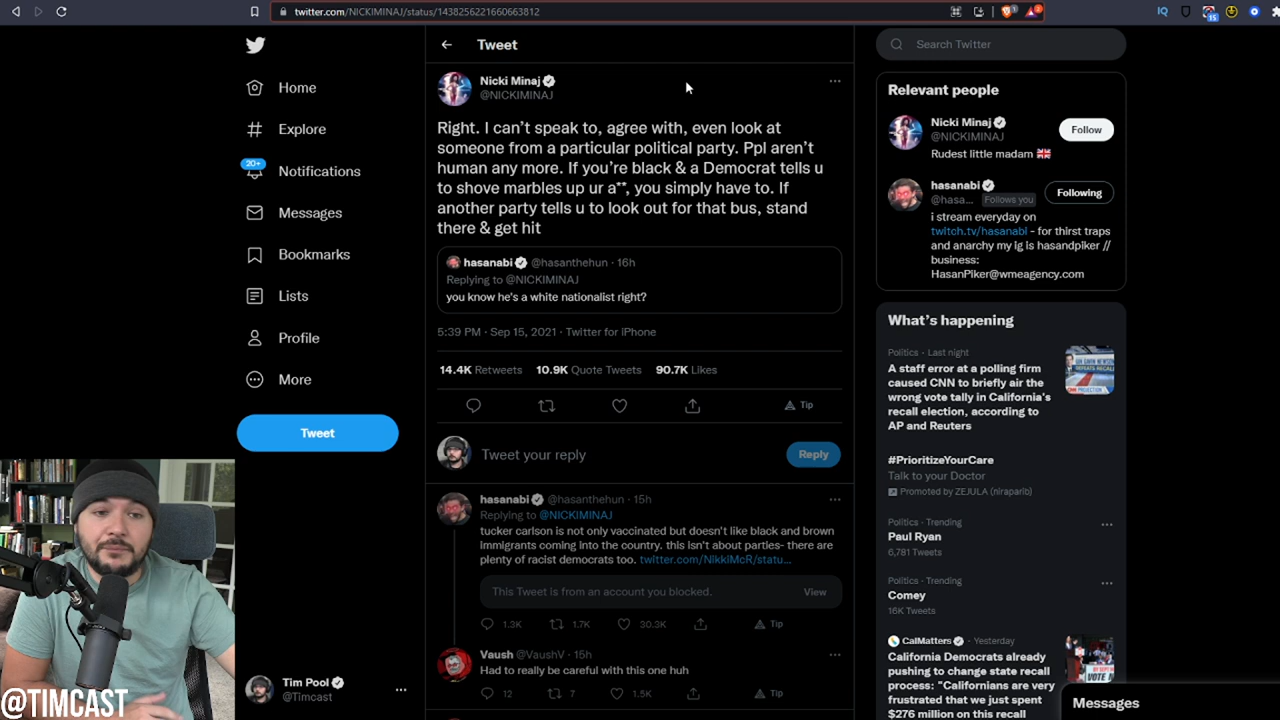 twitter.com/NICKIMINAJ/status/1438256221660663812
IQ
15
Home
Explore
20+
Notifications
Messages
Bookmarks
Lists
Profile
More
Tweet
Tim Pool
@Timcast
@TIMCAST
Tweet
Nicki Minaj
@NICKIMINAJ
Right. I can't speak to, agree with, even look at
someone from a particular political party. Ppl aren't
human any more. If you're black & a Democrat tells u
to shove marbles up ur a**, you simply have to. If
another party tells u to look out for that bus, stand
there & get hit
hasanabi @hasanthehun · 16h
Replying to @NICKIMINAJ
you know he's a white nationalist right?
5:39 PM · Sep 15, 2021 · Twitter for iPhone
14.4K Retweets 10.9K Quote Tweets 90.7K Likes
Tip
Tweet your reply
Reply
hasanabi @hasanthehun · 15h
Replying to @NICKIMINAJ
tucker carlson is not only vaccinated but doesn't like black and brown
immigrants coming into the country. this isn't about parties- there are
plenty of racist democrats too. twitter.com/NikkiMcR/statu...
This Tweet is from an account you blocked. View
1.3K 1.7K 30.3K Tip
Vaush @VaushV · 15h
Had to really be careful with this one huh
12 7 1.5K Tip
Search Twitter
Relevant people
Nicki Minaj
@NICKIMINAJ
Follow
Rudest little madam
hasanabi
@hasa... Follows you
Following
i stream everyday on
twitch.tv/hasanabi - for thirst traps
and anarchy my ig is hasandpiker //
business:
HasanPiker@wmeagency.com
What's happening
Politics · Last night
A staff error at a polling firm
caused CNN to briefly air the
wrong vote tally in California's
recall election, according to
AP and Reuters
#PrioritizeYourCare
Talk to your Doctor
Promoted by ZEJULA (niraparib)
Politics · Trending
Paul Ryan
6,781 Tweets
Politics · Trending
Comey
16K Tweets
CalMatters · Yesterday
California Democrats already
pushing to change state recall
process: "Californians are very
frustrated that we just spent
$276 million on this recall
Messages